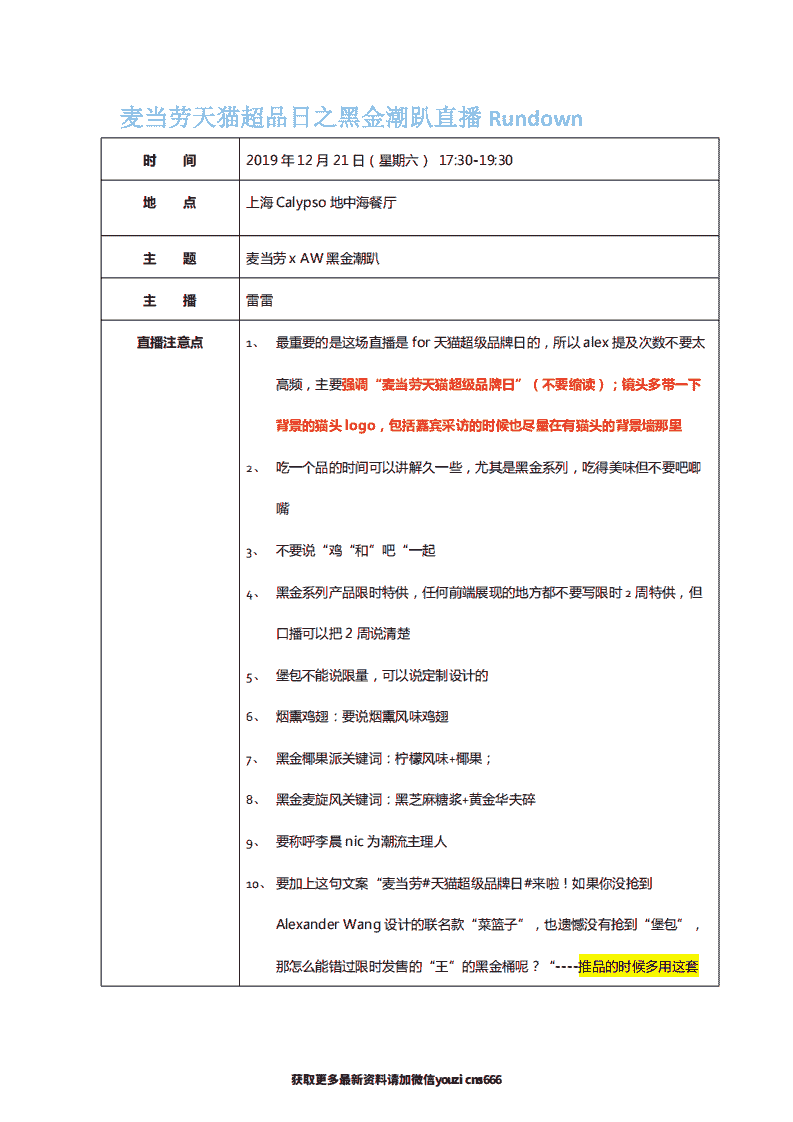 麦当劳天猫超品日之黑金潮趴直播 Rundown
时 间 2019 年 12 月 21 日（星期六） 17:30-19:30
地 点 上海 Calypso 地中海餐厅
主 题 麦当劳 x AW 黑金潮趴
主 播 雷雷
直播注意点 1、 最重要的是这场直播是 for 天猫超级品牌日的，所以 alex 提及次数不要太
高频，主要强调“麦当劳天猫超级品牌日”（不要缩读）；镜头多带一下
背景的猫头 logo，包括嘉宾采访的时候也尽量在有猫头的背景墙那里
2、 吃一个品的时间可以讲解久一些，尤其是黑金系列，吃得美味但不要吧唧
嘴
3、 不要说“鸡“和”吧“一起
4、 黑金系列产品限时特供，任何前端展现的地方都不要写限时 2 周特供，但
口播可以把 2 周说清楚
5、 堡包不能说限量，可以说定制设计的
6、 烟熏鸡翅：要说烟熏风味鸡翅
7、 黑金椰果派关键词：柠檬风味+椰果；
8、 黑金麦旋风关键词：黑芝麻糖浆+黄金华夫碎
9、 要称呼李晨 nic 为潮流主理人
10、 要加上这句文案“麦当劳#天猫超级品牌日#来啦！如果你没抢到
Alexander Wang 设计的联名款“菜篮子”，也遗憾没有抢到“堡包”，
那怎么能错过限时发售的“王”的黑金桶呢？“----推品的时候多用这套
获取更多最新资料请加微信youzi cns666